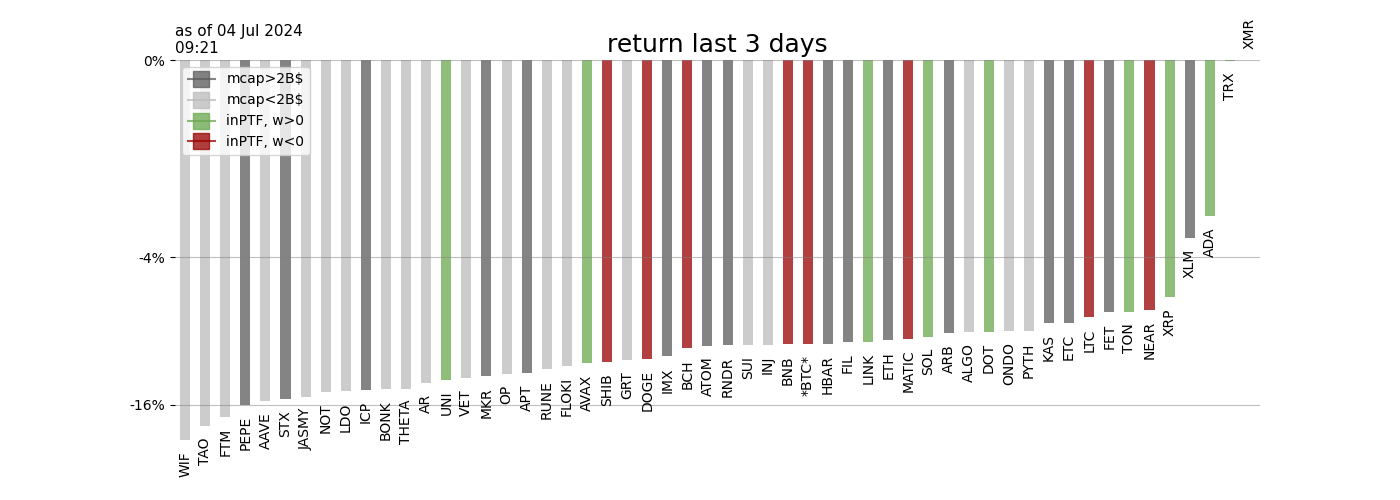 as of 04 Jul 2024
09:21
return last 3 days
0%
-4%
-16%
mcap>2B$
mcap<2B$
inPTF, w>0
inPTF, w<0
WIF
TAO
FTM
PEPE
AAVE
STX
JASMY
NOT
LDO
ICP
BONK
THETA
AR
UNI
VET
MKR
OP
APT
RUNE
FLOKI
AVAX
SHIB
GRT
DOGE
IMX
BCH
ATOM
RNDR
SUI
INJ
BNB
*BTC*
HBAR
FIL
LINK
ETH
MATIC
SOL
ARB
ALGO
DOT
ONDO
PYTH
KAS
ETC
LTC
FET
TON
NEAR
XRP
XLM
ADA
TRX
XMR